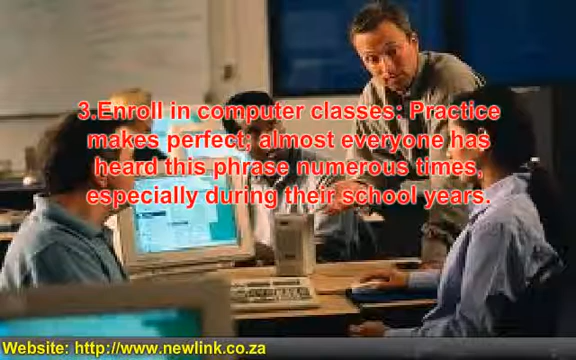 3.Enroll in computer classes: Practice
makes perfect; almost everyone has
heard this phrase numerous times,
especially during their school years.
Website: http://www.newlink.co.za